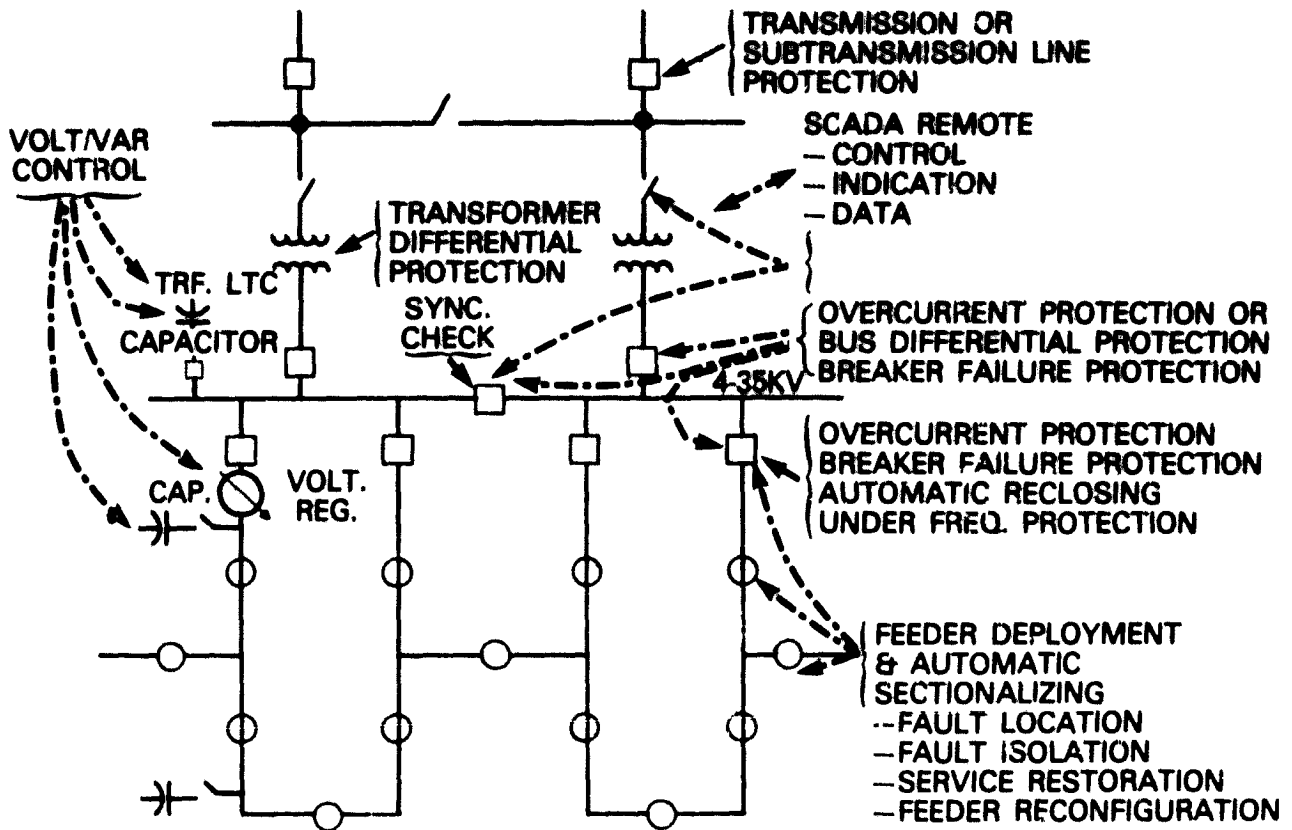 TRANSMISSION OR
SUBTRANSMISSION LINE
PROTECTION
VOLT/VAR
CONTROL
SCADA REMOTE
– CONTROL
– INDICATION
– DATA
TRANSFORMER
DIFFERENTIAL
PROTECTION
TRF. LTC
SYNC.
CHECK
CAPACITOR
OVERCURRENT PROTECTION OR
BUS DIFFERENTIAL PROTECTION
BREAKER FAILURE PROTECTION
4-35KV
OVERCURRENT PROTECTION
BREAKER FAILURE PROTECTION
AUTOMATIC RECLOSING
UNDER FREQ. PROTECTION
CAP.
VOLT.
REG.
FEEDER DEPLOYMENT
& AUTOMATIC
SECTIONALIZING
–FAULT LOCATION
–FAULT ISOLATION
–SERVICE RESTORATION
–FEEDER RECONFIGURATION